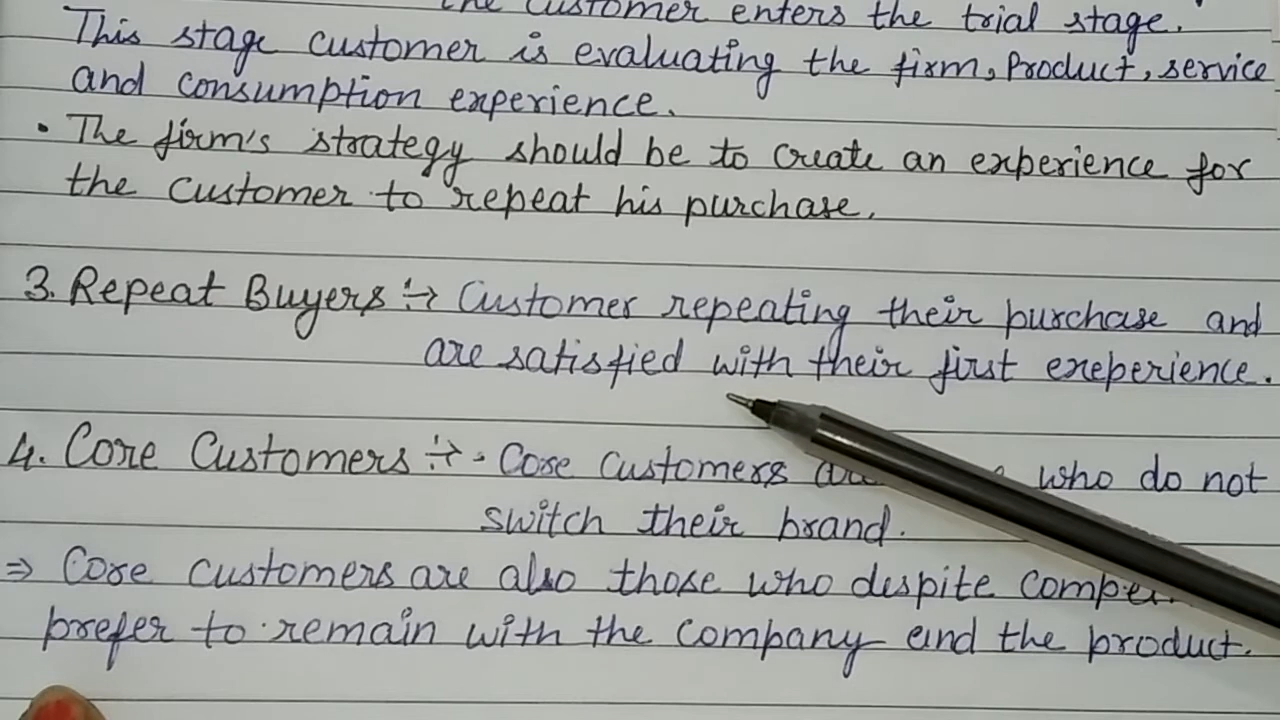 the customer enters the trial stage.
This stage customer is evaluating the firm, Product, service
and consumption experience.
• The firm's strategy should be to create an experience for
the customer to repeat his purchase.
3. Repeat Buyers :→ Customer repeating their purchase and
are satisfied with their first exeperience.
4. Core Customers :→ • Core customers who do not
switch their brand.
⇒ Core customers are also those who despite
prefer to remain with the company and the product.